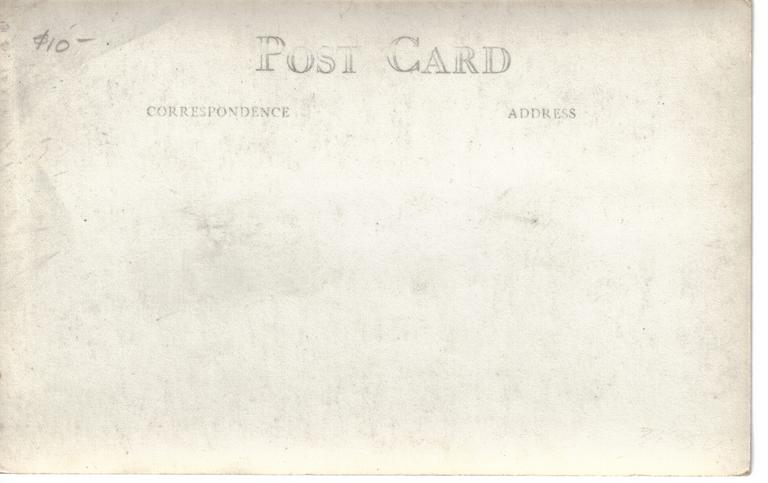 $10-
POST CARD
CORRESPONDENCE ADDRESS